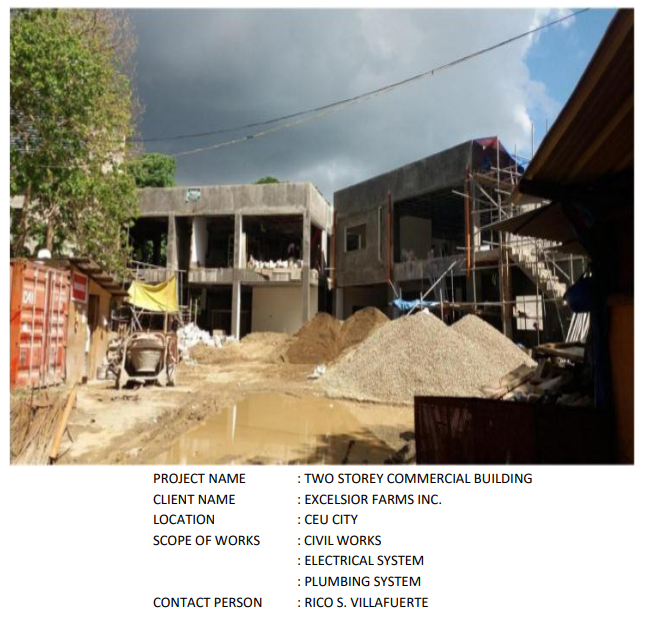 PROJECT NAME : TWO STOREY COMMERCIAL BUILDING
CLIENT NAME : EXCELSIOR FARMS INC.
LOCATION : CEU CITY
SCOPE OF WORKS : CIVIL WORKS
: ELECTRICAL SYSTEM
: PLUMBING SYSTEM
CONTACT PERSON : RICO S. VILLAFUERTE